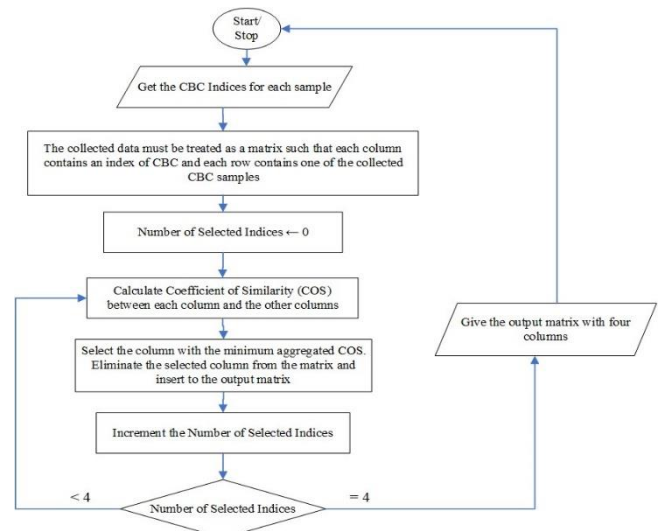 Start/
Stop
Get the CBC Indices for each sample
The collected data must be treated as a matrix such that each column
contains an index of CBC and each row contains one of the collected
CBC samples
Number of Selected Indices ← 0
Calculate Coefficient of Similarity (COS)
between each column and the other columns
Select the column with the minimum aggregated COS.
Eliminate the selected column from the matrix and
insert to the output matrix
Increment the Number of Selected Indices
< 4
Number of Selected Indices
= 4
Give the output matrix with four
columns